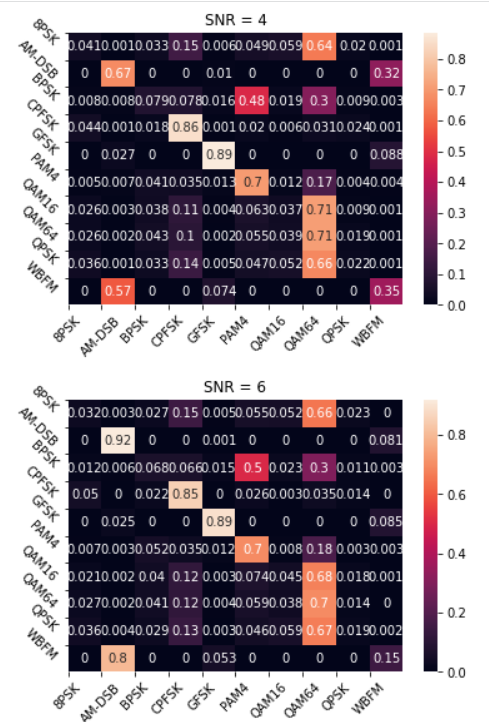 SNR = 4
8PSK 0.041 0.001 0.033 0.15 0.006 0.049 0.059 0.64 0.02 0.001
AM-DSB 0 0.67 0 0 0.01 0 0 0 0 0.32
BPSK 0.008 0.008 0.079 0.078 0.016 0.48 0.019 0.3 0.009 0.003
CPFSK 0.044 0.001 0.018 0.86 0.001 0.02 0.006 0.031 0.024 0.001
GFSK 0 0.027 0 0 0.89 0 0 0 0 0.088
PAM4 0.005 0.007 0.041 0.035 0.013 0.7 0.012 0.17 0.004 0.004
QAM16 0.026 0.003 0.038 0.11 0.004 0.063 0.037 0.71 0.009 0.001
QAM64 0.026 0.002 0.043 0.1 0.002 0.055 0.039 0.71 0.019 0.001
QPSK 0.036 0.001 0.033 0.14 0.005 0.047 0.052 0.66 0.022 0.001
WBFM 0 0.57 0 0 0.074 0 0 0 0 0.35
8PSK AM-DSB BPSK CPFSK GFSK PAM4 QAM16 QAM64 QPSK WBFM
0.8
0.7
0.6
0.5
0.4
0.3
0.2
0.1
0.0
SNR = 6
8PSK 0.032 0.003 0.027 0.15 0.005 0.055 0.052 0.66 0.023 0
AM-DSB 0 0.92 0 0 0.001 0 0 0 0 0.081
BPSK 0.012 0.006 0.068 0.066 0.015 0.5 0.023 0.3 0.011 0.003
CPFSK 0.05 0 0.022 0.85 0 0.026 0.003 0.035 0.014 0
GFSK 0 0.025 0 0 0.89 0 0 0 0 0.085
PAM4 0.007 0.003 0.052 0.035 0.012 0.7 0.008 0.18 0.003 0.003
QAM16 0.021 0.002 0.04 0.12 0.003 0.074 0.045 0.68 0.018 0.001
QAM64 0.027 0.002 0.041 0.12 0.004 0.059 0.038 0.7 0.014 0
QPSK 0.036 0.004 0.029 0.13 0.003 0.046 0.059 0.67 0.019 0.002
WBFM 0 0.8 0 0 0.053 0 0 0 0 0.15
8PSK AM-DSB BPSK CPFSK GFSK PAM4 QAM16 QAM64 QPSK WBFM
0.8
0.6
0.4
0.2
0.0